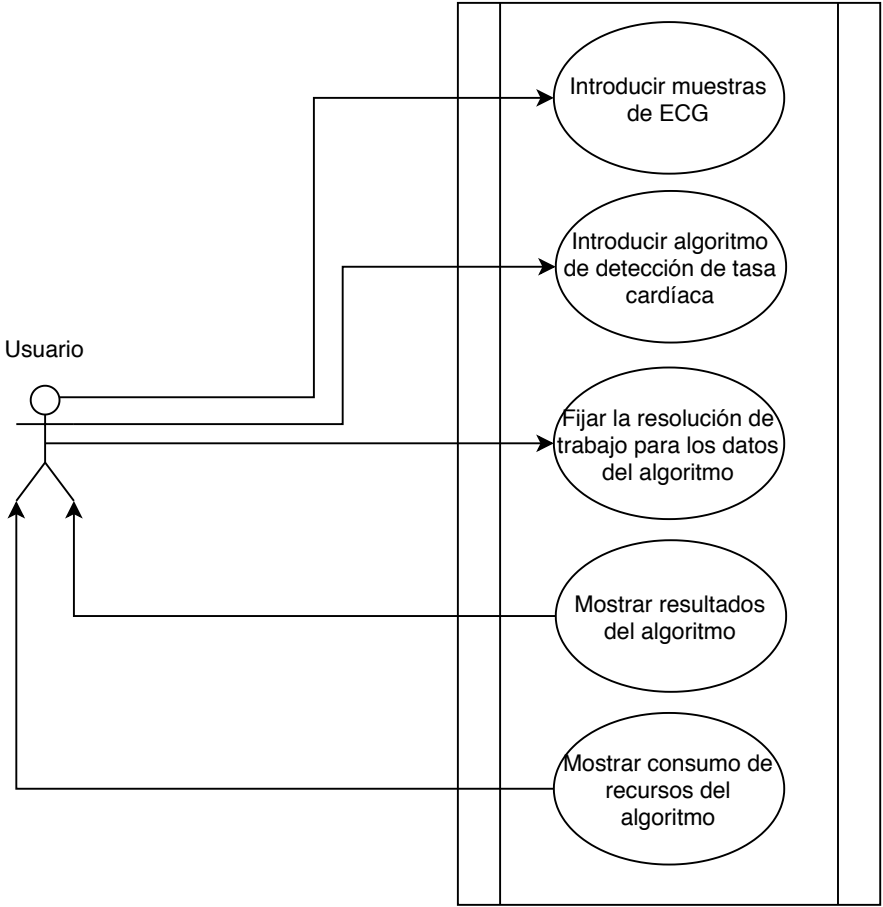 Introducir muestras
de ECG
Introducir algoritmo
de detección de tasa
cardíaca
Usuario
Fijar la resolución de
trabajo para los datos
del algoritmo
Mostrar resultados
del algoritmo
Mostrar consumo de
recursos del
algoritmo